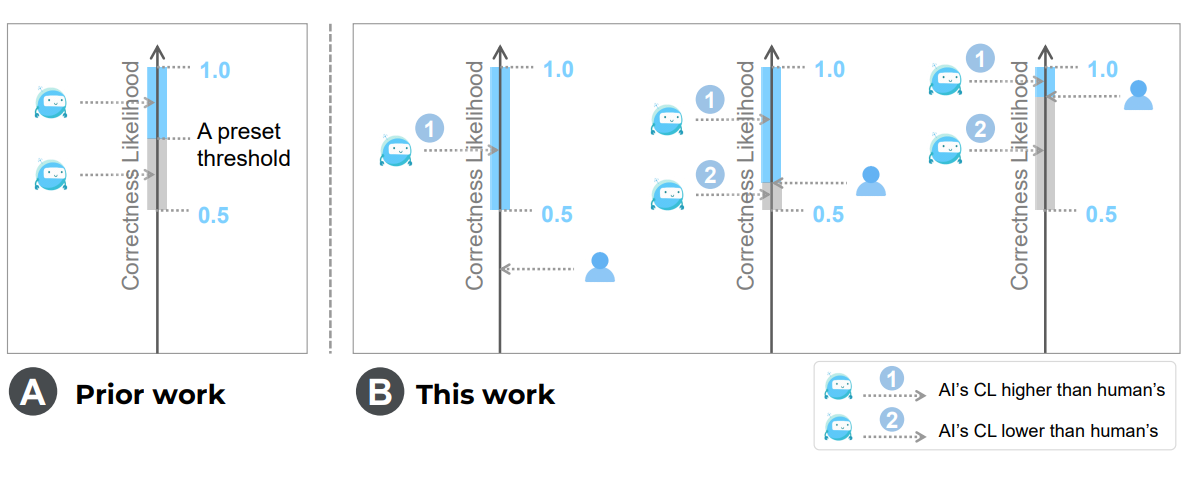 Correctness Likelihood
1.0
A preset
threshold
0.5
A Prior work
Correctness Likelihood
1
1.0
0.5
Correctness Likelihood
1
2
1.0
0.5
Correctness Likelihood
1
2
1.0
0.5
B This work
1 AI's CL higher than human's
2 AI's CL lower than human's